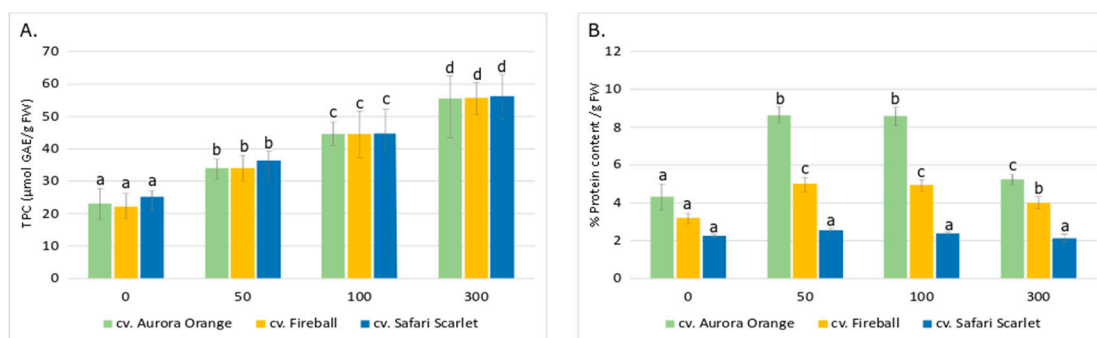 A.
TPC (µmol GAE/g FW)
70
60
50
40
30
20
10
0
a a a
b b b
c c c
d d d
0 50 100 300
cv. Aurora Orange cv. Fireball cv. Safari Scarlet
B.
% Protein content /g FW
12
10
8
6
4
2
0
a a a
b c a
b c a
c b a
0 50 100 300
cv. Aurora Orange cv. Fireball cv. Safari Scarlet